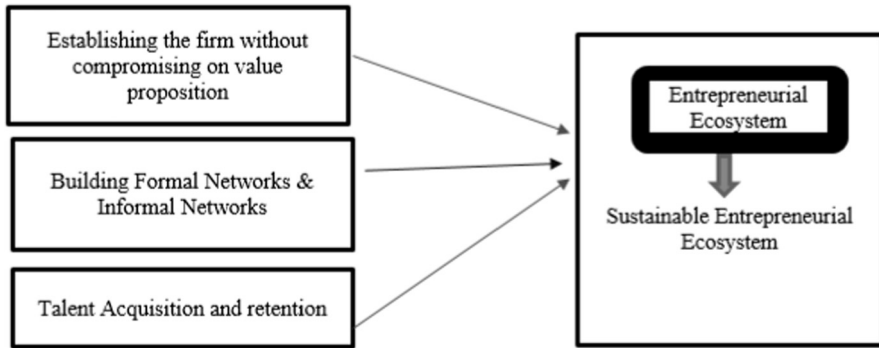 Establishing the firm without
compromising on value
proposition
Building Formal Networks &
Informal Networks
Talent Acquisition and retention
Entrepreneurial
Ecosystem
Sustainable Entrepreneurial
Ecosystem